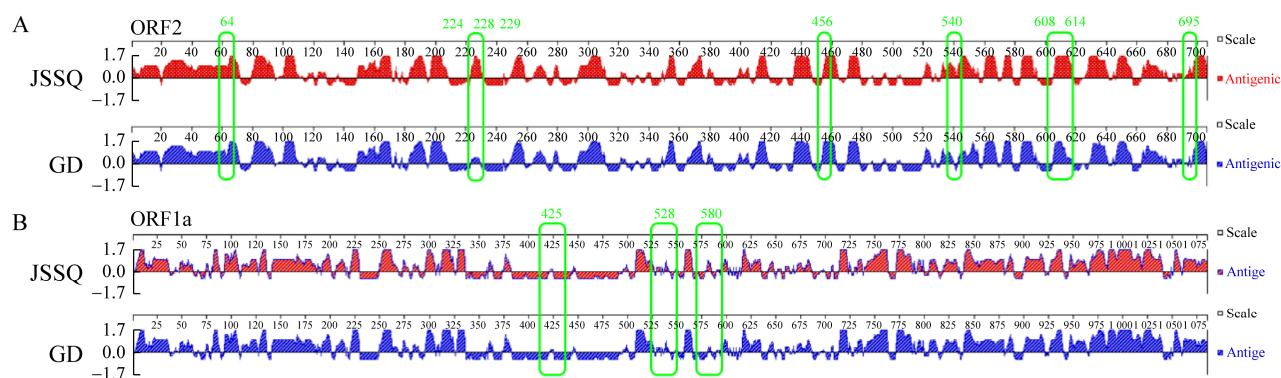 A
ORF2
64
224 228 229
456
540
608 614
695
JSSQ
1.7
0.0
−1.7
20 40 60 80 100 120 140 160 180 200 220 240 260 280 300 320 340 360 380 400 420 440 460 480 500 520 540 560 580 600 620 640 660 680 700
Scale
Antigenic
GD
1.7
0.0
−1.7
20 40 60 80 100 120 140 160 180 200 220 240 260 280 300 320 340 360 380 400 420 440 460 480 500 520 540 560 580 600 620 640 660 680 700
Scale
Antigenic
B
ORF1a
425
528
580
JSSQ
1.7
0.0
−1.7
25 50 75 100 125 150 175 200 225 250 275 300 325 350 375 400 425 450 475 500 525 550 575 600 625 650 675 700 725 750 775 800 825 850 875 900 925 950 975 1 000 1 025 1 050 1 075
Scale
Antige
GD
1.7
0.0
−1.7
25 50 75 100 125 150 175 200 225 250 275 300 325 350 375 400 425 450 475 500 525 550 575 600 625 650 675 700 725 750 775 800 825 850 875 900 925 950 975 1 000 1 025 1 050 1 075
Scale
Antige